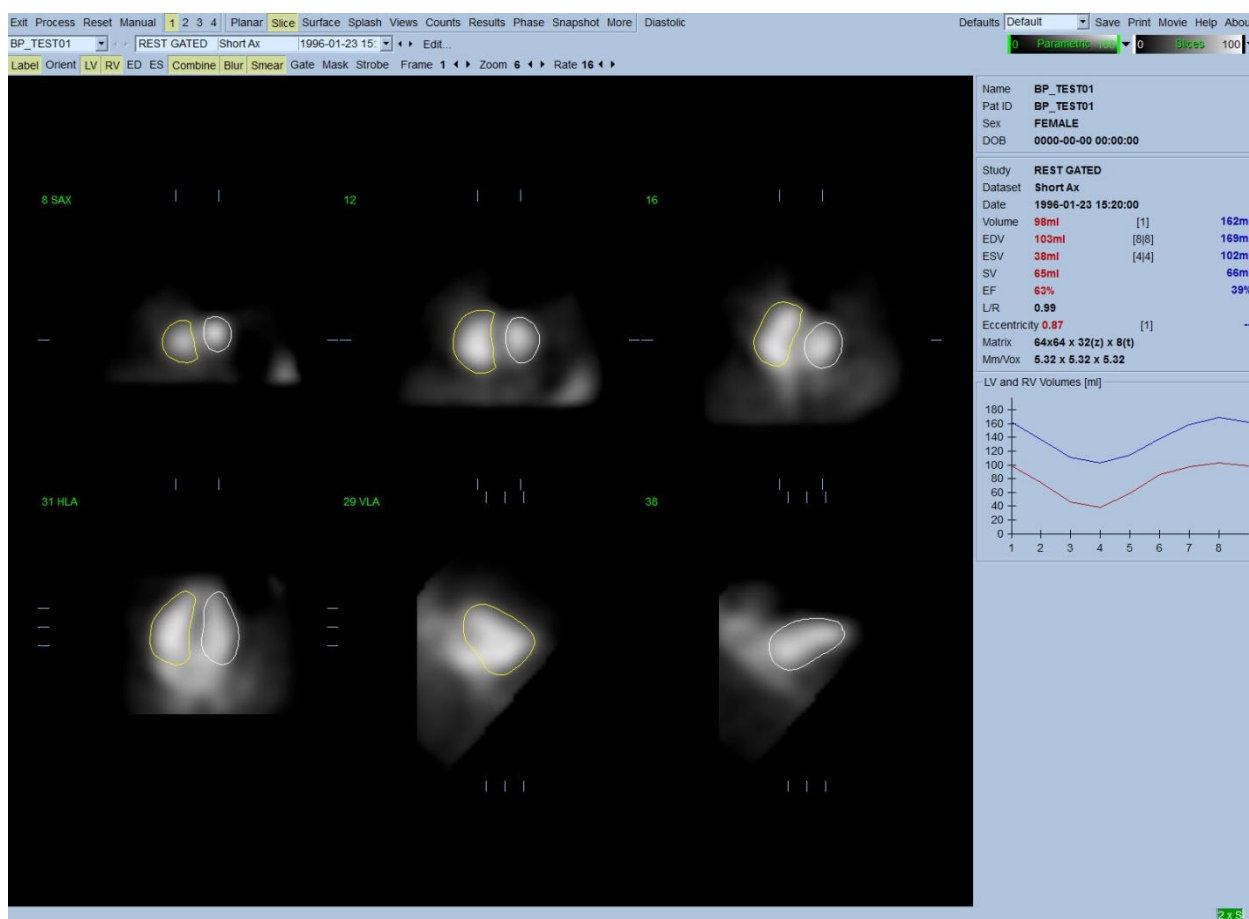 Exit Process Reset Manual 1 2 3 4 Planar Slice Surface Splash Views Counts Results Phase Snapshot More Diastolic Defaults Default Save Print Movie Help Abou
BP_TEST01 REST GATED Short Ax 1996-01-23 15: Edit... 0 Parametric 100 0 Slices 100
Label Orient LV RV ED ES Combine Blur Smear Gate Mask Strobe Frame 1 Zoom 6 Rate 16
Name BP_TEST01
Pat ID BP_TEST01
Sex FEMALE
DOB 0000-00-00 00:00:00
Study REST GATED
Dataset Short Ax
Date 1996-01-23 15:20:00
Volume 98ml [1] 162m
EDV 103ml [8|8] 169m
ESV 38ml [4|4] 102m
SV 65ml 66m
EF 63% 39%
L/R 0.99
Eccentricity 0.87 [1] --
Matrix 64x64 x 32(z) x 8(t)
Mm/Vox 5.32 x 5.32 x 5.32
LV and RV Volumes [ml]
180
160
140
120
100
80
60
40
20
0
1 2 3 4 5 6 7 8
8 SAX 12 16
31 HLA 29 VLA 38
2 x S